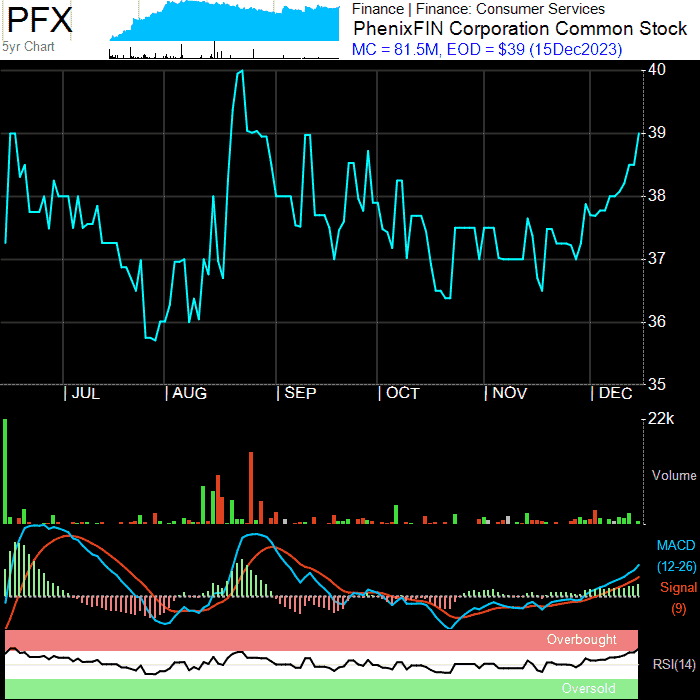 PFX
5yr Chart
Finance | Finance: Consumer Services
PhenixFIN Corporation Common Stock
MC = 81.5M, EOD = $39 (15Dec2023)
40
39
38
37
36
35
| JUL | AUG | SEP | OCT | NOV | DEC
22k
Volume
MACD
(12-26)
Signal
(9)
Overbought
RSI(14)
Oversold